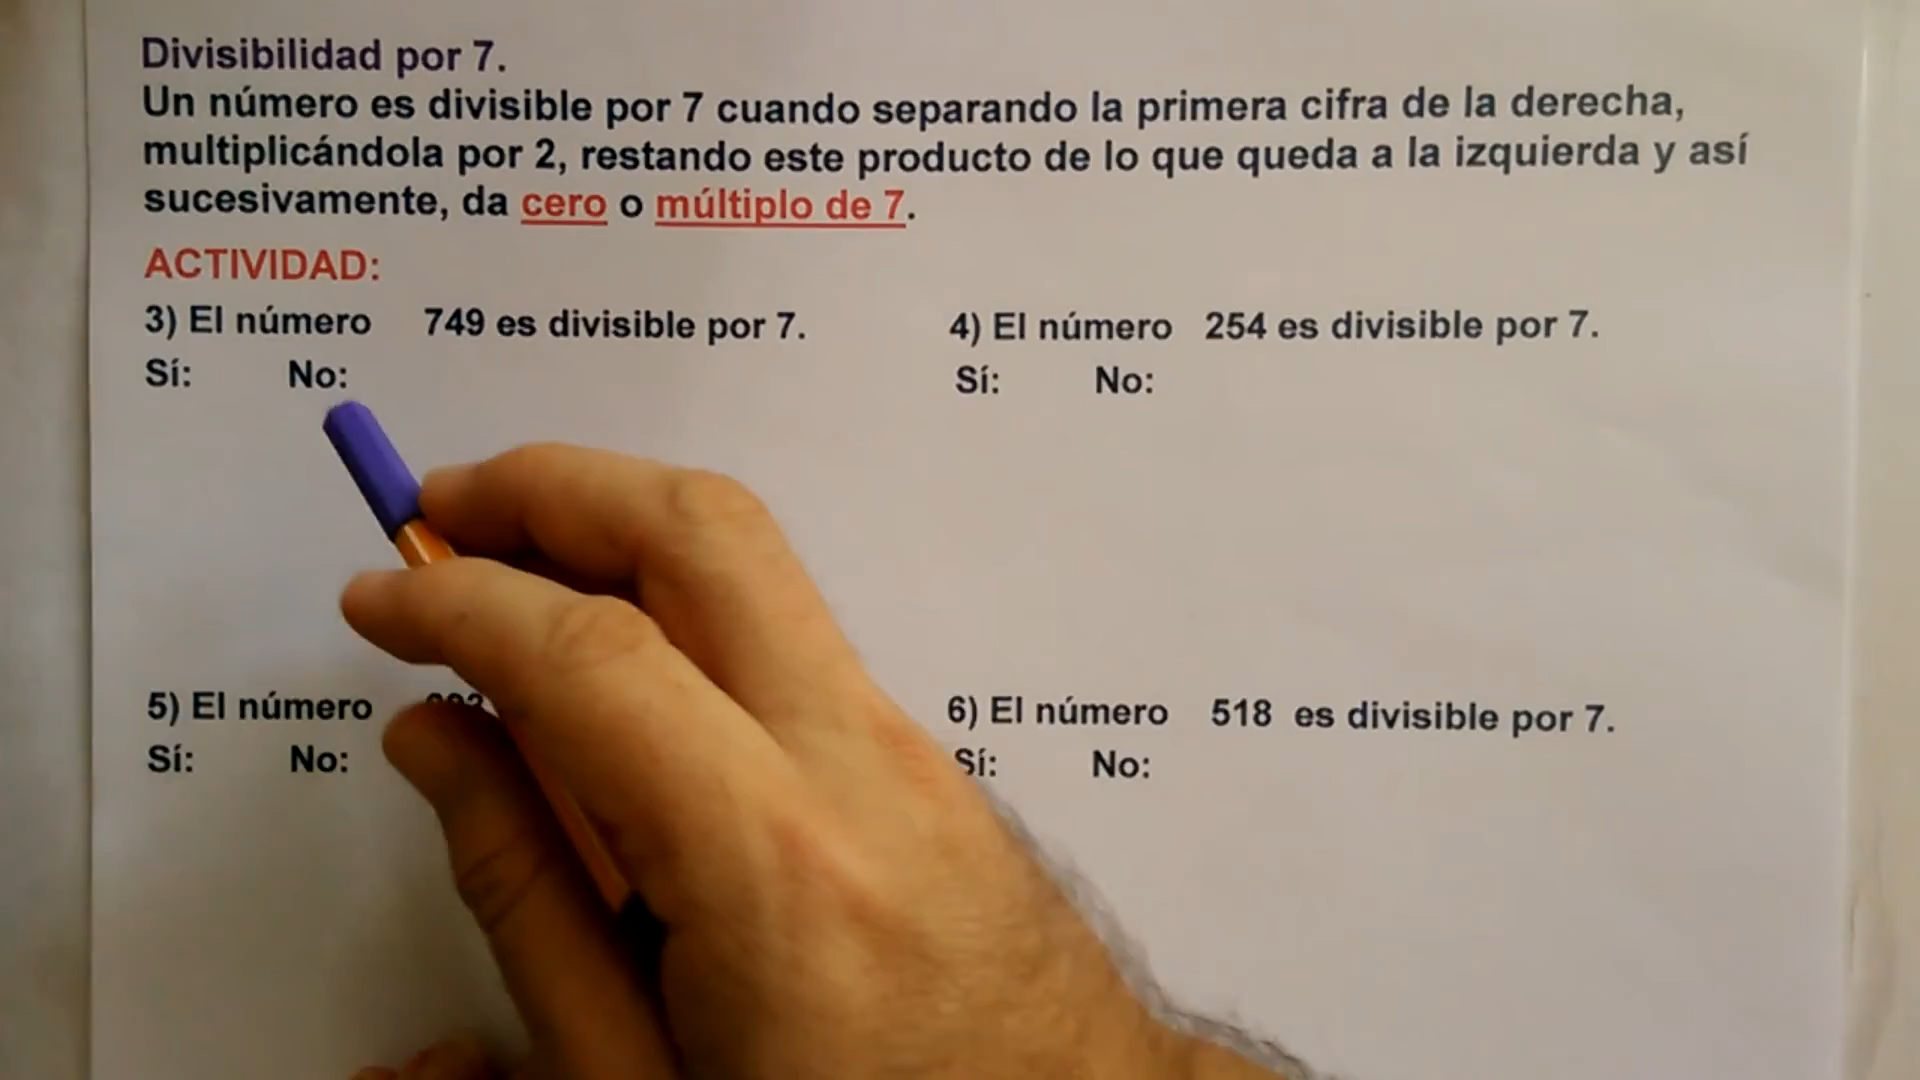 Divisibilidad por 7.
Un número es divisible por 7 cuando separando la primera cifra de la derecha,
multiplicándola por 2, restando este producto de lo que queda a la izquierda y así
sucesivamente, da cero o múltiplo de 7.
ACTIVIDAD:
3) El número 749 es divisible por 7.
Sí: No:
4) El número 254 es divisible por 7.
Sí: No:
5) El número
Sí: No:
6) El número 518 es divisible por 7.
Sí: No: